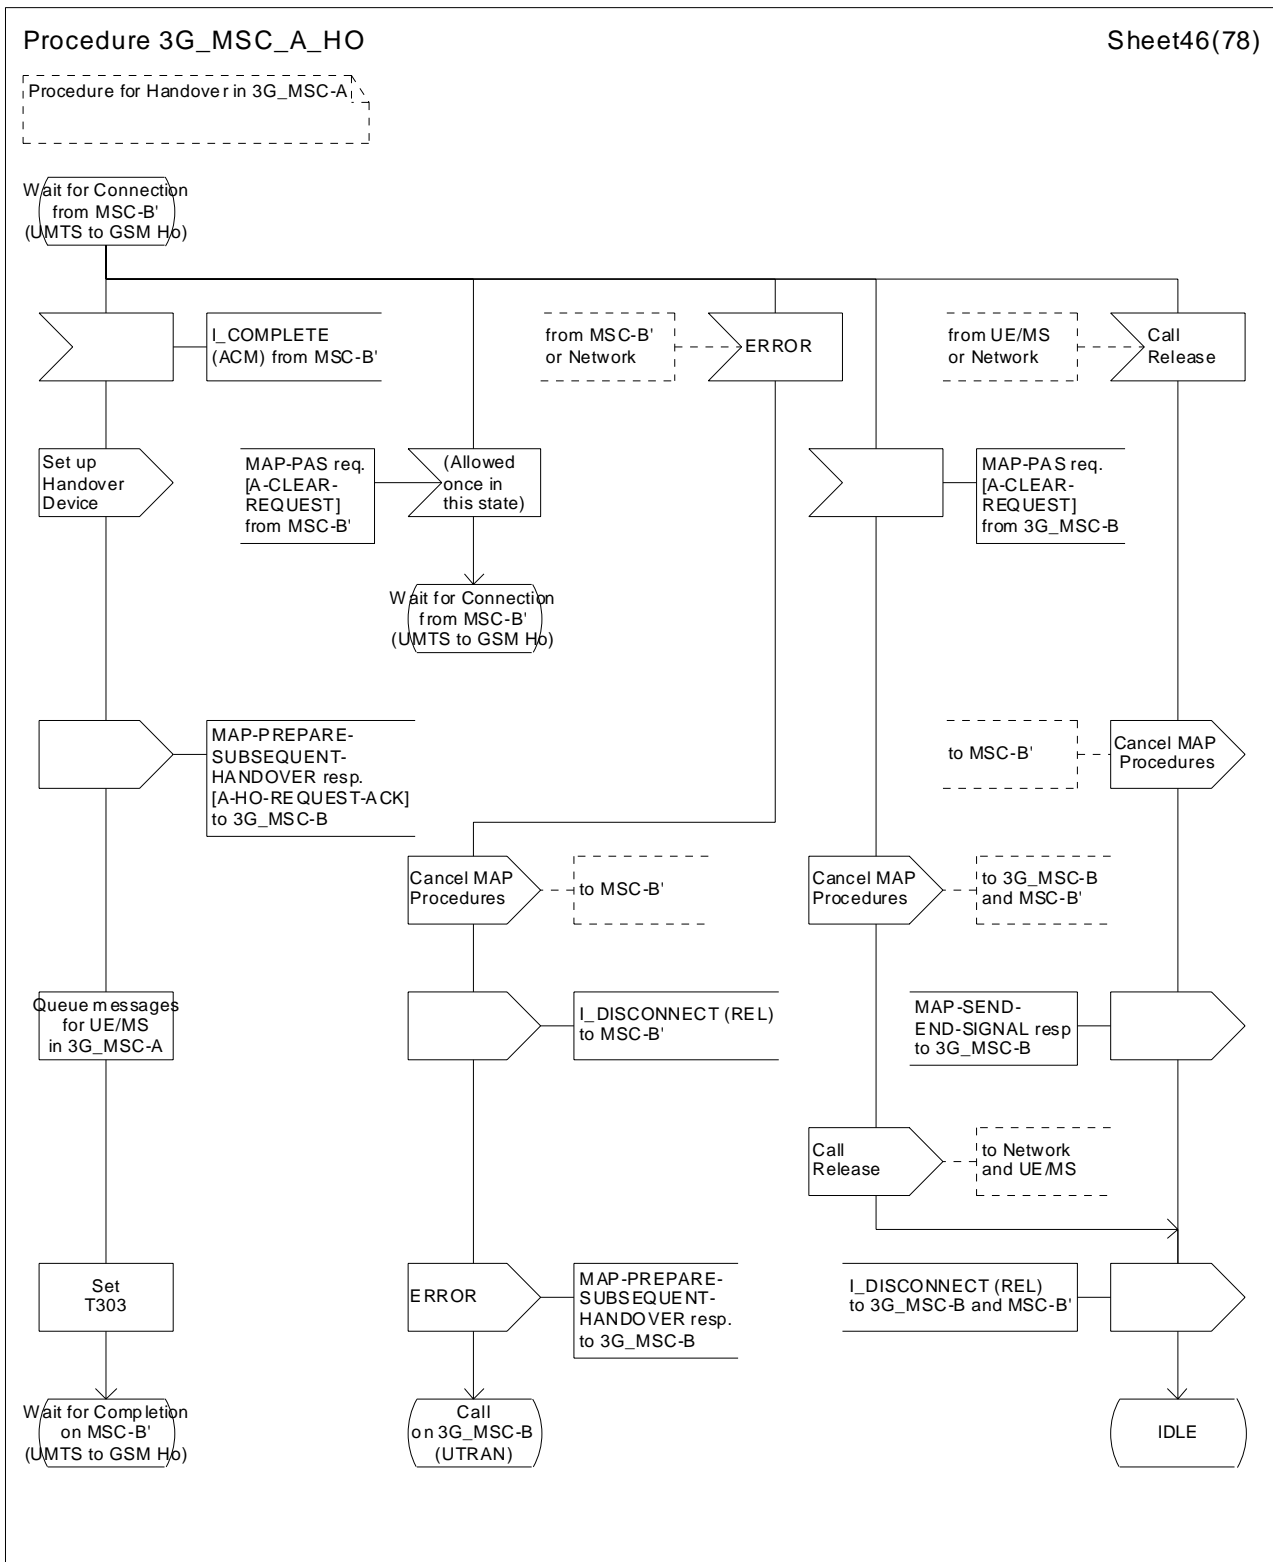 Procedure 3G_MSC_A_HO
Sheet46(78)
Procedure for Handover in 3G_MSC-A
Wait for Connection
from MSC-B'
(UMTS to GSM Ho)
I_COMPLETE
(ACM) from MSC-B'
from MSC-B'
or Network
ERROR
from UE/MS
or Network
Call
Release
Set up
Handover
Device
MAP-PAS req.
[A-CLEAR-
REQUEST]
from MSC-B'
(Allowed
once in
this state)
MAP-PAS req.
[A-CLEAR-
REQUEST]
from 3G_MSC-B
Wait for Connection
from MSC-B'
(UMTS to GSM Ho)
MAP-PREPARE-
SUBSEQUENT-
HANDOVER resp.
[A-HO-REQUEST-ACK]
to 3G_MSC-B
to MSC-B'
Cancel MAP
Procedures
Cancel MAP
Procedures
to MSC-B'
Cancel MAP
Procedures
to 3G_MSC-B
and MSC-B'
Queue messages
for UE/MS
in 3G_MSC-A
I_DISCONNECT (REL)
to MSC-B'
MAP-SEND-
END-SIGNAL resp
to 3G_MSC-B
Call
Release
to Network
and UE/MS
Set
T303
ERROR
MAP-PREPARE-
SUBSEQUENT-
HANDOVER resp.
to 3G_MSC-B
I_DISCONNECT (REL)
to 3G_MSC-B and MSC-B'
Wait for Completion
on MSC-B'
(UMTS to GSM Ho)
Call
on 3G_MSC-B
(UTRAN)
IDLE